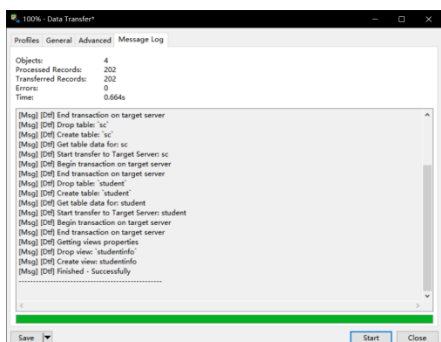 100% - Data Transfer*
Profiles General Advanced Message Log
Objects: 4
Processed Records: 202
Transferred Records: 202
Errors: 0
Time: 0.664s
[Msg] [Dtf] End transaction on target server
[Msg] [Dtf] Drop table: `sc`
[Msg] [Dtf] Create table: `sc`
[Msg] [Dtf] Get table data for: sc
[Msg] [Dtf] Start transfer to Target Server: sc
[Msg] [Dtf] Begin transaction on target server
[Msg] [Dtf] End transaction on target server
[Msg] [Dtf] Drop table: `student`
[Msg] [Dtf] Create table: `student`
[Msg] [Dtf] Get table data for: student
[Msg] [Dtf] Start transfer to Target Server: student
[Msg] [Dtf] Begin transaction on target server
[Msg] [Dtf] End transaction on target server
[Msg] [Dtf] Getting views properties
[Msg] [Dtf] Drop view: `studentinfo`
[Msg] [Dtf] Create view: studentinfo
[Msg] [Dtf] Finished - Successfully
--------------------------------------------------
Save Start Close